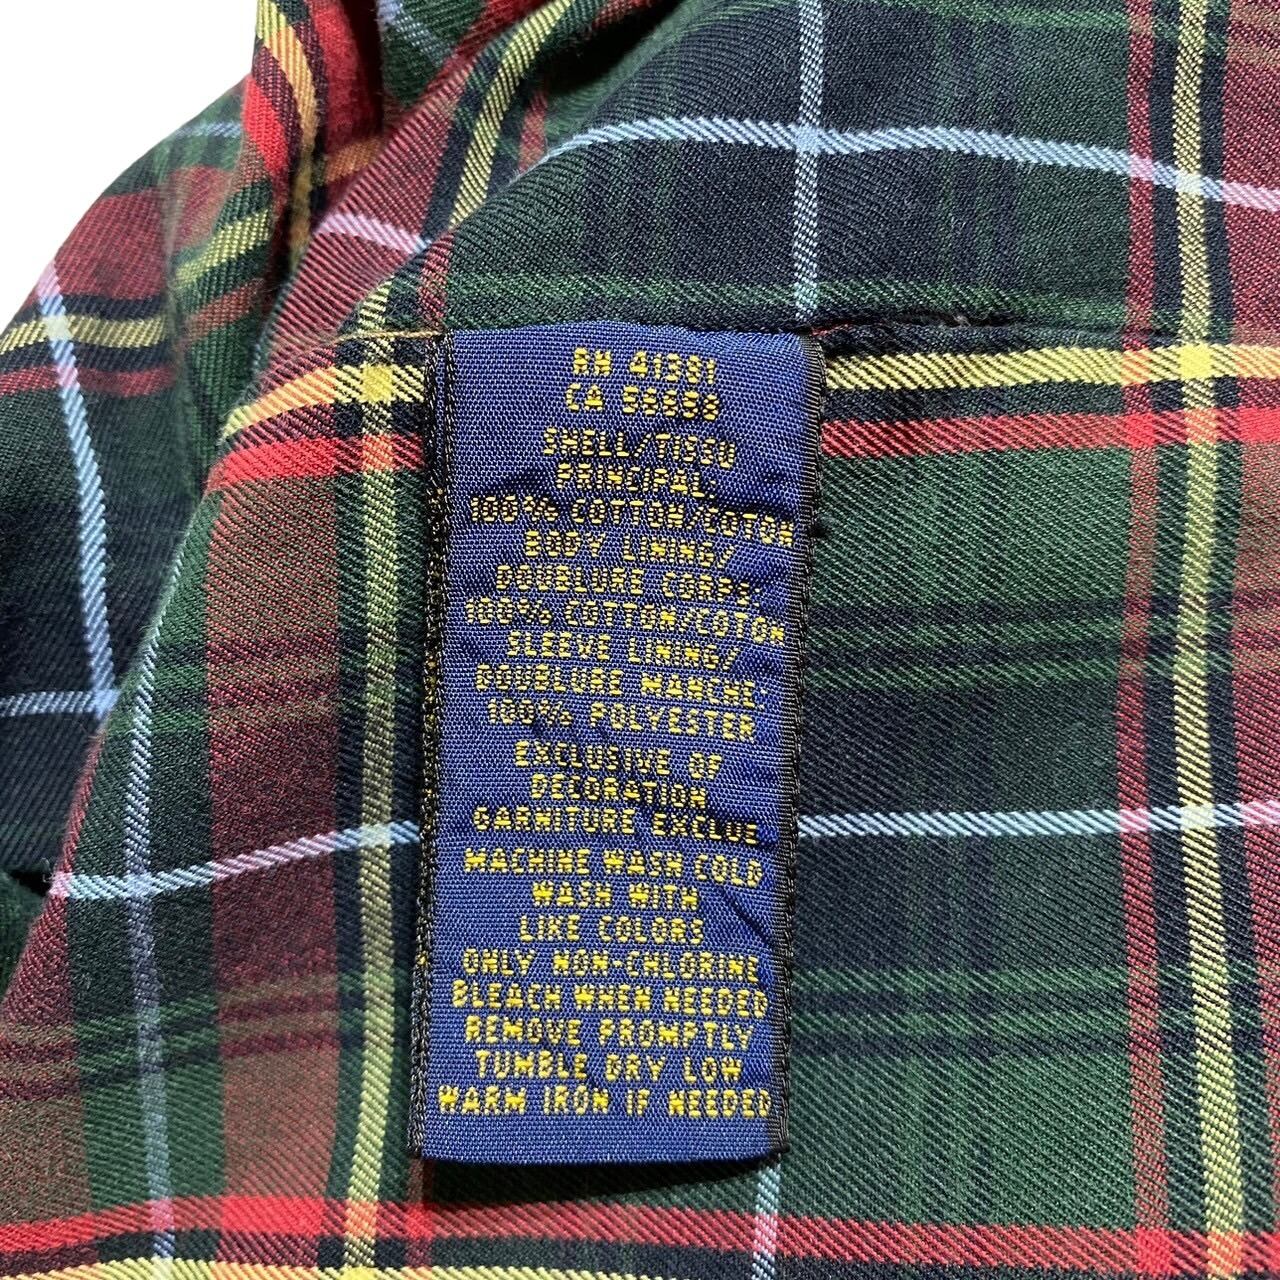 RN 41381
CA
SHELL/TISSU
PRINCIPAL:
100% COTTON/COTON
BODY LINING/
DOUBLURE CORPS:
100% COTTON/COTON
SLEEVE LINING/
DOUBLURE MANCHE:
100% POLYESTER
EXCLUSIVE OF
DECORATION
GARNITURE EXCLUE
MACHINE WASH COLD
WASH WITH
LIKE COLORS
ONLY NON-CHLORINE
BLEACH WHEN NEEDED
REMOVE PROMPTLY
TUMBLE DRY LOW
WARM IRON IF NEEDED